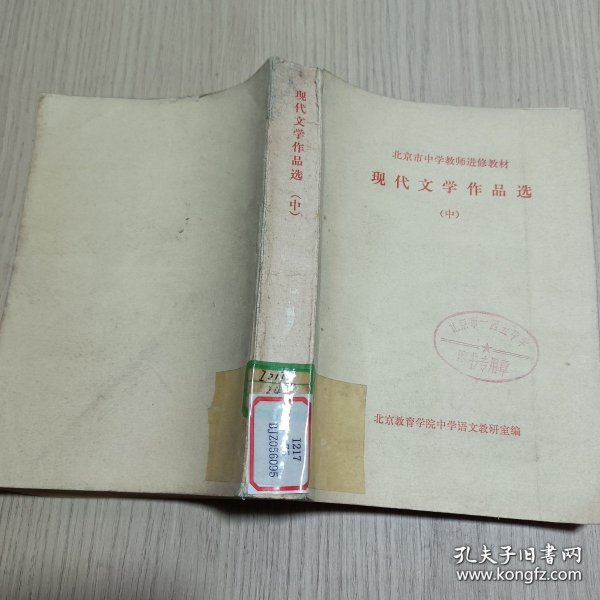 现代文学作品选
(中)
1217
BJZ056095
北京市中学教师进修教材
现代文学作品选
(中)
北京教育学院中学语文教研室编
孔夫子旧书网
www.kongfz.com